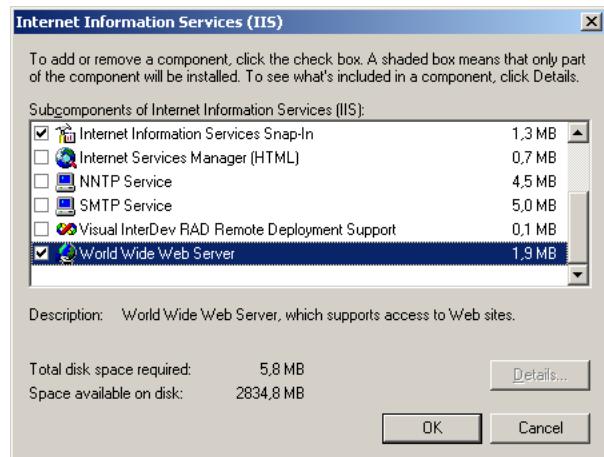 Internet Information Services (IIS)
To add or remove a component, click the check box. A shaded box means that only part
of the component will be installed. To see what's included in a component, click Details.
Subcomponents of Internet Information Services (IIS):
Internet Information Services Snap-In 1,3 MB
Internet Services Manager (HTML) 0,7 MB
NNTP Service 4,5 MB
SMTP Service 5,0 MB
Visual InterDev RAD Remote Deployment Support 0,1 MB
World Wide Web Server 1,9 MB
Description: World Wide Web Server, which supports access to Web sites.
Total disk space required: 5,8 MB
Details...
Space available on disk: 2834,8 MB
OK Cancel